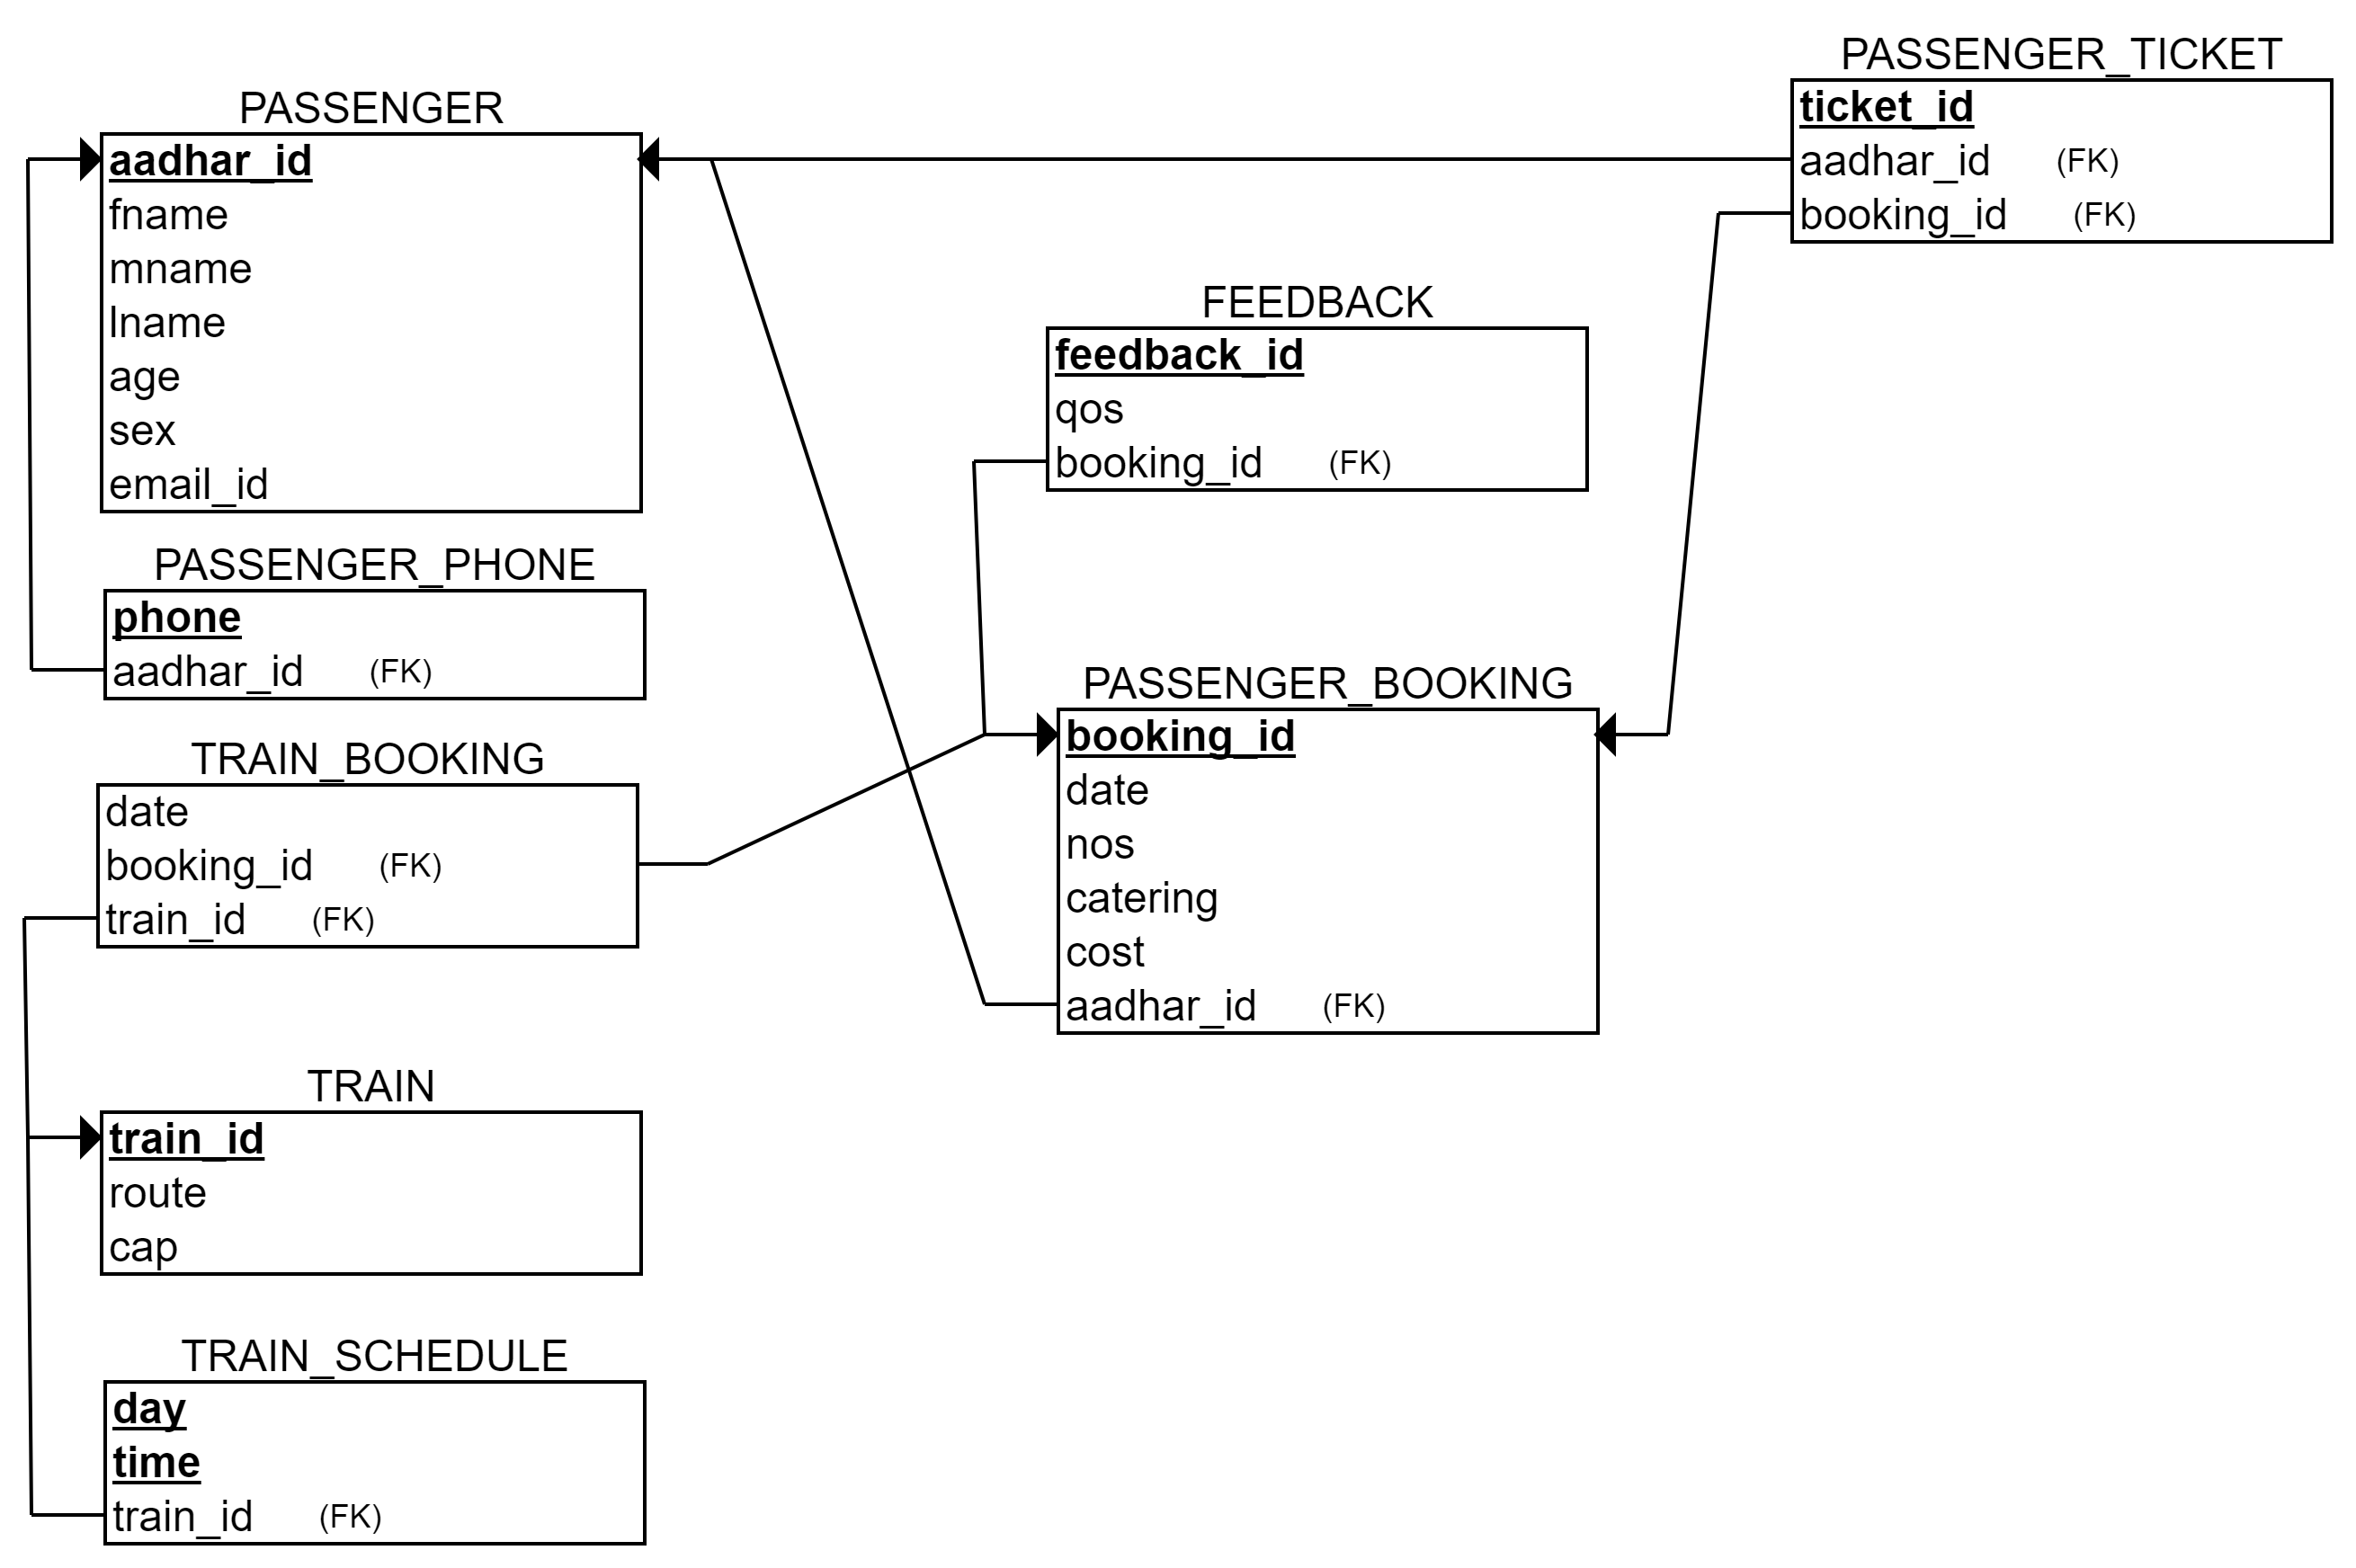 PASSENGER
aadhar_id
fname
mname
lname
age
sex
email_id
PASSENGER_PHONE
phone
aadhar_id (FK)
TRAIN_BOOKING
date
booking_id (FK)
train_id (FK)
TRAIN
train_id
route
cap
TRAIN_SCHEDULE
day
time
train_id (FK)
FEEDBACK
feedback_id
qos
booking_id (FK)
PASSENGER_BOOKING
booking_id
date
nos
catering
cost
aadhar_id (FK)
PASSENGER_TICKET
ticket_id
aadhar_id (FK)
booking_id (FK)